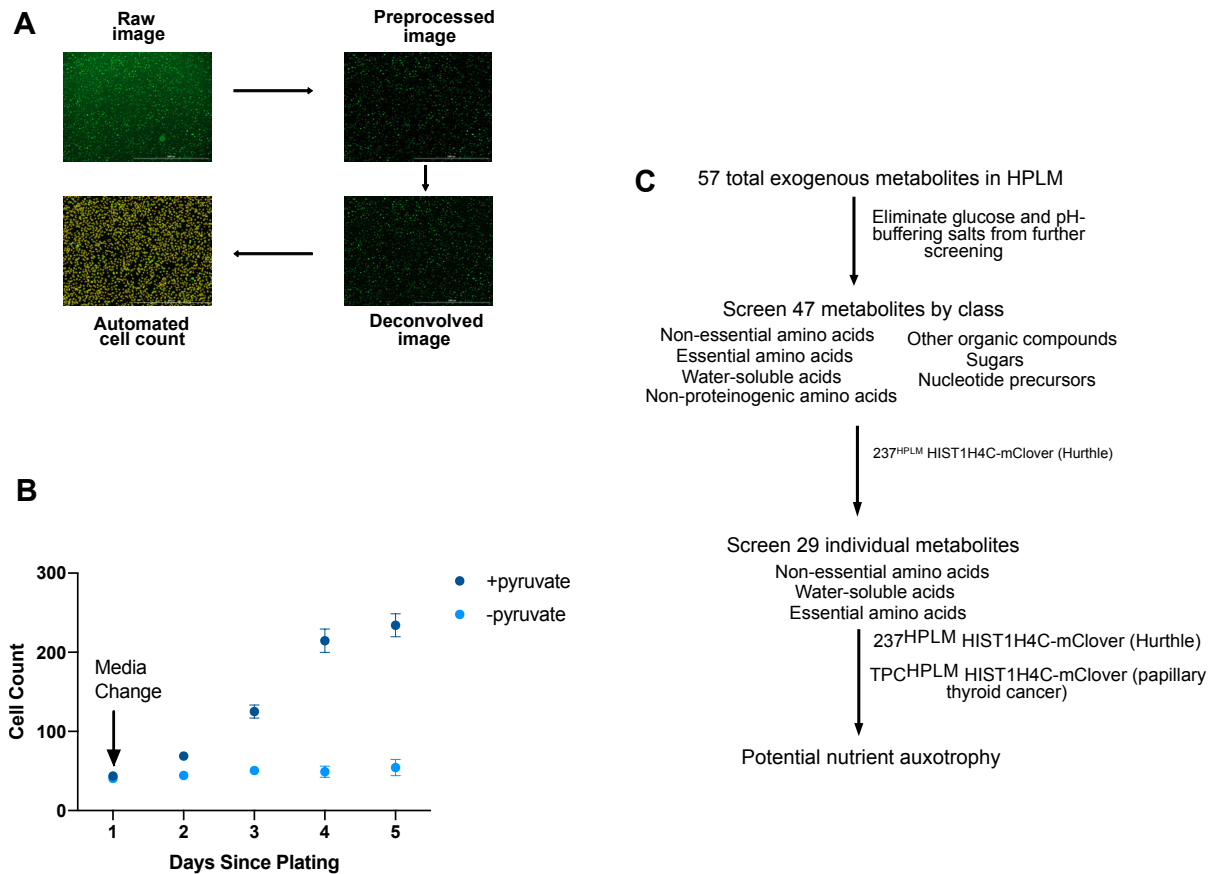 A
Raw
image
Preprocessed
image
Automated
cell count
Deconvolved
image
B
300
200
100
0
Cell Count
Media
Change
1
2
3
4
5
Days Since Plating
+pyruvate
-pyruvate
C
57 total exogenous metabolites in HPLM
Eliminate glucose and pH-
buffering salts from further
screening
Screen 47 metabolites by class
Non-essential amino acids
Essential amino acids
Water-soluble acids
Non-proteinogenic amino acids
Other organic compounds
Sugars
Nucleotide precursors
237HPLM HIST1H4C-mClover (Hurthle)
Screen 29 individual metabolites
Non-essential amino acids
Water-soluble acids
Essential amino acids
237HPLM HIST1H4C-mClover (Hurthle)
TPCHPLM HIST1H4C-mClover (papillary
thyroid cancer)
Potential nutrient auxotrophy